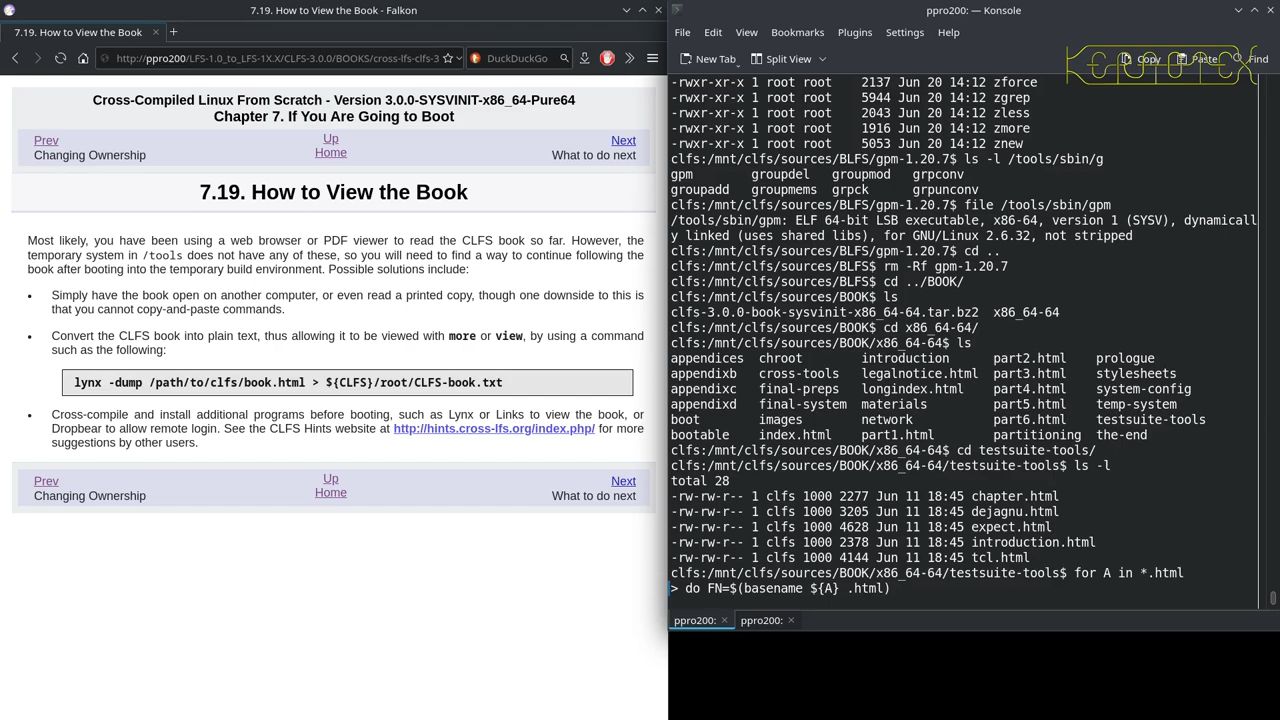 7.19. How to View the Book - Falkon
7.19. How to View the Book
http://ppro200/LFS-1.0_to_LFS-1X.X/CLFS-3.0.0/BOOKS/cross-lfs-clfs-3
DuckDuckGo
Cross-Compiled Linux From Scratch - Version 3.0.0-SYSVINIT-x86_64-Pure64
Chapter 7. If You Are Going to Boot
Prev Up Next
Changing Ownership Home What to do next
7.19. How to View the Book
Most likely, you have been using a web browser or PDF viewer to read the CLFS book so far. However, the
temporary system in /tools does not have any of these, so you will need to find a way to continue following the
book after booting into the temporary build environment. Possible solutions include:
• Simply have the book open on another computer, or even read a printed copy, though one downside to this is
that you cannot copy-and-paste commands.
• Convert the CLFS book into plain text, thus allowing it to be viewed with more or view, by using a command
such as the following:
lynx -dump /path/to/clfs/book.html > ${CLFS}/root/CLFS-book.txt
• Cross-compile and install additional programs before booting, such as Lynx or Links to view the book, or
Dropbear to allow remote login. See the CLFS Hints website at http://hints.cross-lfs.org/index.php/ for more
suggestions by other users.
Prev Up Next
Changing Ownership Home What to do next
ppro200: — Konsole
File Edit View Bookmarks Plugins Settings Help
New Tab Split View Copy Paste Find
-rwxr-xr-x 1 root root    2137 Jun 20 14:12 zforce
-rwxr-xr-x 1 root root    5944 Jun 20 14:12 zgrep
-rwxr-xr-x 1 root root    2043 Jun 20 14:12 zless
-rwxr-xr-x 1 root root    1916 Jun 20 14:12 zmore
-rwxr-xr-x 1 root root    5053 Jun 20 14:12 znew
clfs:/mnt/clfs/sources/BLFS/gpm-1.20.7$ ls -l /tools/sbin/g
gpm        groupdel   groupmod   grpconv
groupadd   groupmems  grpck      grpunconv
clfs:/mnt/clfs/sources/BLFS/gpm-1.20.7$ file /tools/sbin/gpm
/tools/sbin/gpm: ELF 64-bit LSB executable, x86-64, version 1 (SYSV), dynamicall
y linked (uses shared libs), for GNU/Linux 2.6.32, not stripped
clfs:/mnt/clfs/sources/BLFS/gpm-1.20.7$ cd ..
clfs:/mnt/clfs/sources/BLFS$ rm -Rf gpm-1.20.7
clfs:/mnt/clfs/sources/BLFS$ cd ../BOOK/
clfs:/mnt/clfs/sources/BOOK$ ls
clfs-3.0.0-book-sysvinit-x86_64-64.tar.bz2  x86_64-64
clfs:/mnt/clfs/sources/BOOK$ cd x86_64-64/
clfs:/mnt/clfs/sources/BOOK/x86_64-64$ ls
appendices  chroot        introduction      part2.html    prologue
appendixb   cross-tools   legalnotice.html  part3.html    stylesheets
appendixc   final-preps   longindex.html    part4.html    system-config
appendixd   final-system  materials         part5.html    temp-system
boot        images        network           part6.html    testsuite-tools
bootable    index.html    part1.html        partitioning  the-end
clfs:/mnt/clfs/sources/BOOK/x86_64-64$ cd testsuite-tools/
clfs:/mnt/clfs/sources/BOOK/x86_64-64/testsuite-tools$ ls -l
total 28
-rw-rw-r-- 1 clfs 1000 2277 Jun 11 18:45 chapter.html
-rw-rw-r-- 1 clfs 1000 3205 Jun 11 18:45 dejagnu.html
-rw-rw-r-- 1 clfs 1000 4628 Jun 11 18:45 expect.html
-rw-rw-r-- 1 clfs 1000 2378 Jun 11 18:45 introduction.html
-rw-rw-r-- 1 clfs 1000 4144 Jun 11 18:45 tcl.html
clfs:/mnt/clfs/sources/BOOK/x86_64-64/testsuite-tools$ for A in *.html
> do FN=$(basename ${A} .html)
ppro200: ppro200: